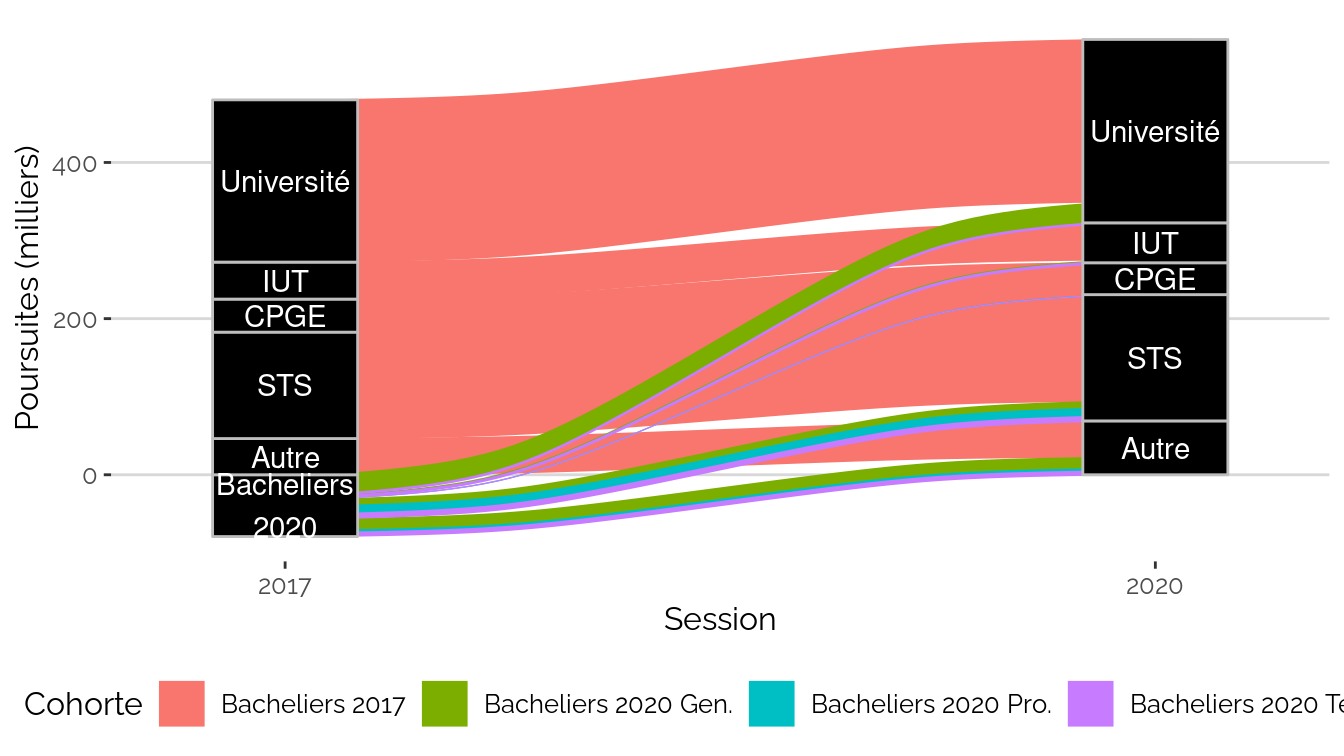 Poursuites (milliers)
400
200
0
Université
IUT
CPGE
STS
Autre
Bacheliers
2020
Université
IUT
CPGE
STS
Autre
2017
2020
Session
Cohorte
Bacheliers 2017
Bacheliers 2020 Gen.
Bacheliers 2020 Pro.
Bacheliers 2020 Te